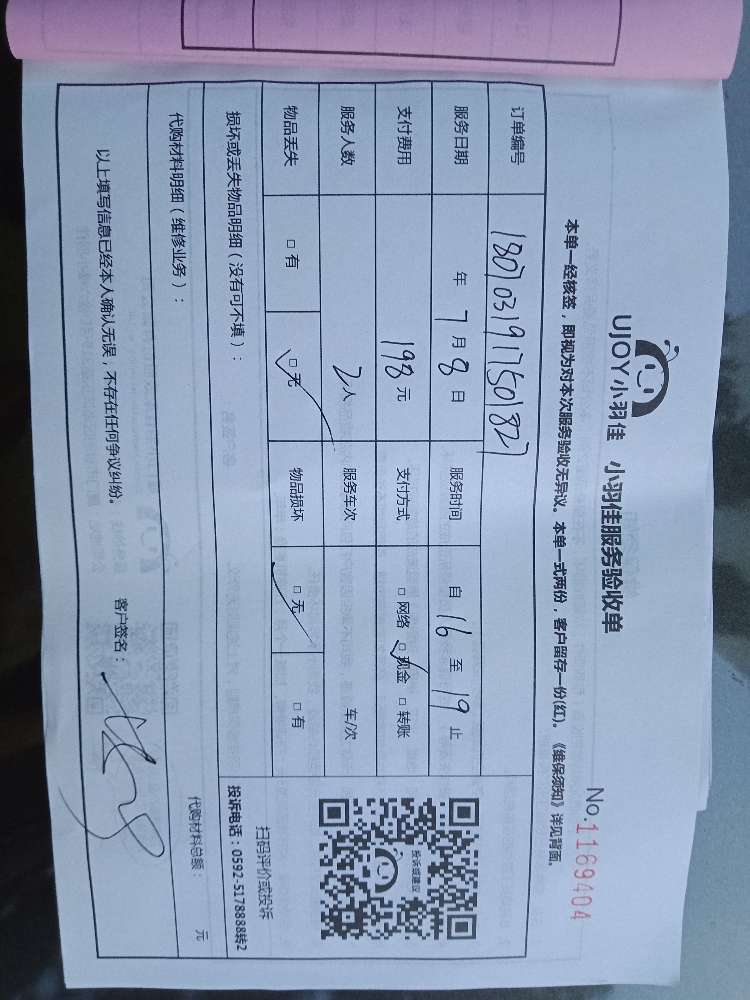 UJOY小羽佳 小羽佳服务验收单
No.1169404
本单一经核签，即视为对本次服务验收无异议。本单一式两份，客户留存一份(红)。《维保须知》详见背面。
订单编号 1807031917501827
服务日期 年 7 月 8 日 服务时间 自 16 至 19 止
支付费用 198 元 支付方式 □ 网络 □ 现金 □ 转账
服务人数 2 人 服务车次 车/次
物品丢失 □ 有 □ 无 物品损坏 □ 无 □ 有
投诉或建议
扫码评价或投诉
投诉电话：0592-5178888转2
损坏或丢失物品明细（没有可不填）：
代购材料明细（维修业务）： 代购材料总额： 元
以上填写信息已经本人确认无误，不存在任何争议纠纷。 客户签名：